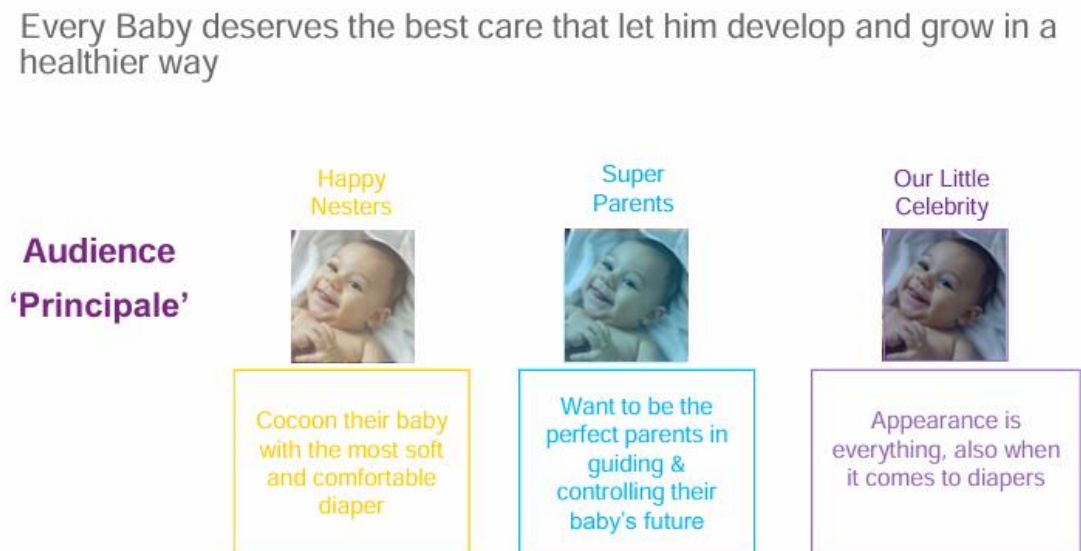 Every Baby deserves the best care that let him develop and grow in a
healthier way
Happy
Nesters
Super
Parents
Our Little
Celebrity
Audience
‘Principale’
Cocoon their baby
with the most soft
and comfortable
diaper
Want to be the
perfect parents in
guiding &
controlling their
baby's future
Appearance is
everything, also when
it comes to diapers